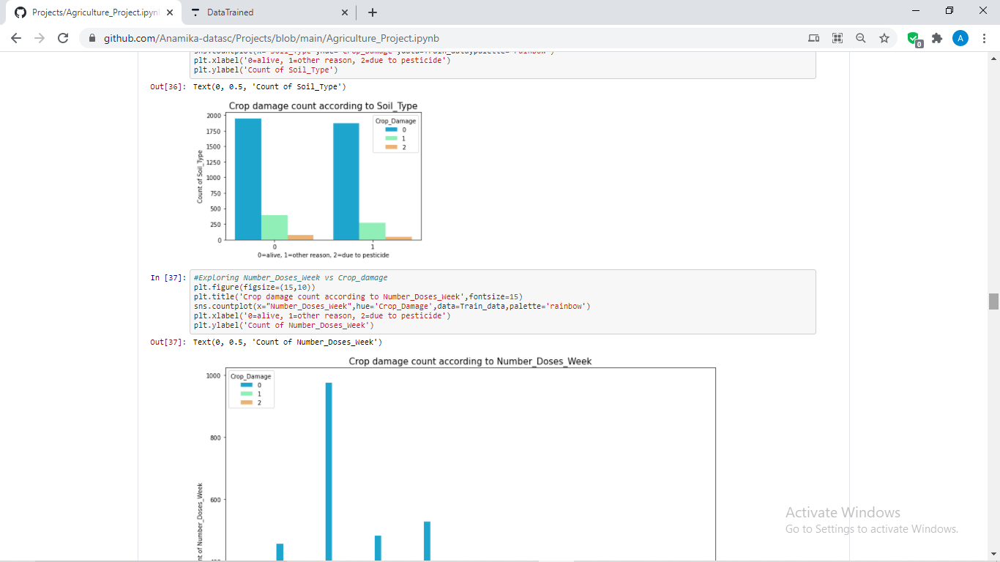 Projects/Agriculture_Project.ipyn
DataTrained
github.com/Anamika-datasc/Projects/blob/main/Agriculture_Project.ipynb
0
A
sns.countplot(x="Soil_Type",hue='Crop_Damage',data=Train_data,palette='rainbow')
plt.xlabel('0=alive, 1=other reason, 2=due to pesticide')
plt.ylabel('Count of Soil_Type')
Out[36]: Text(0, 0.5, 'Count of Soil_Type')
Crop damage count according to Soil_Type
Crop_Damage
0
1
2
2000
1750
1500
1250
1000
750
500
250
0
Count of Soil_Type
0 1
0=alive, 1=other reason, 2=due to pesticide
In [37]: #Exploring Number_Doses_Week vs Crop_damage
plt.figure(figsize=(15,10))
plt.title('Crop damage count according to Number_Doses_Week',fontsize=15)
sns.countplot(x="Number_Doses_Week",hue='Crop_Damage',data=Train_data,palette='rainbow')
plt.xlabel('0=alive, 1=other reason, 2=due to pesticide')
plt.ylabel('Count of Number_Doses_Week')
Out[37]: Text(0, 0.5, 'Count of Number_Doses_Week')
Crop damage count according to Number_Doses_Week
Crop_Damage
0
1
2
1000
800
600
nt of Number_Doses_Week
Activate Windows
Go to Settings to activate Windows.